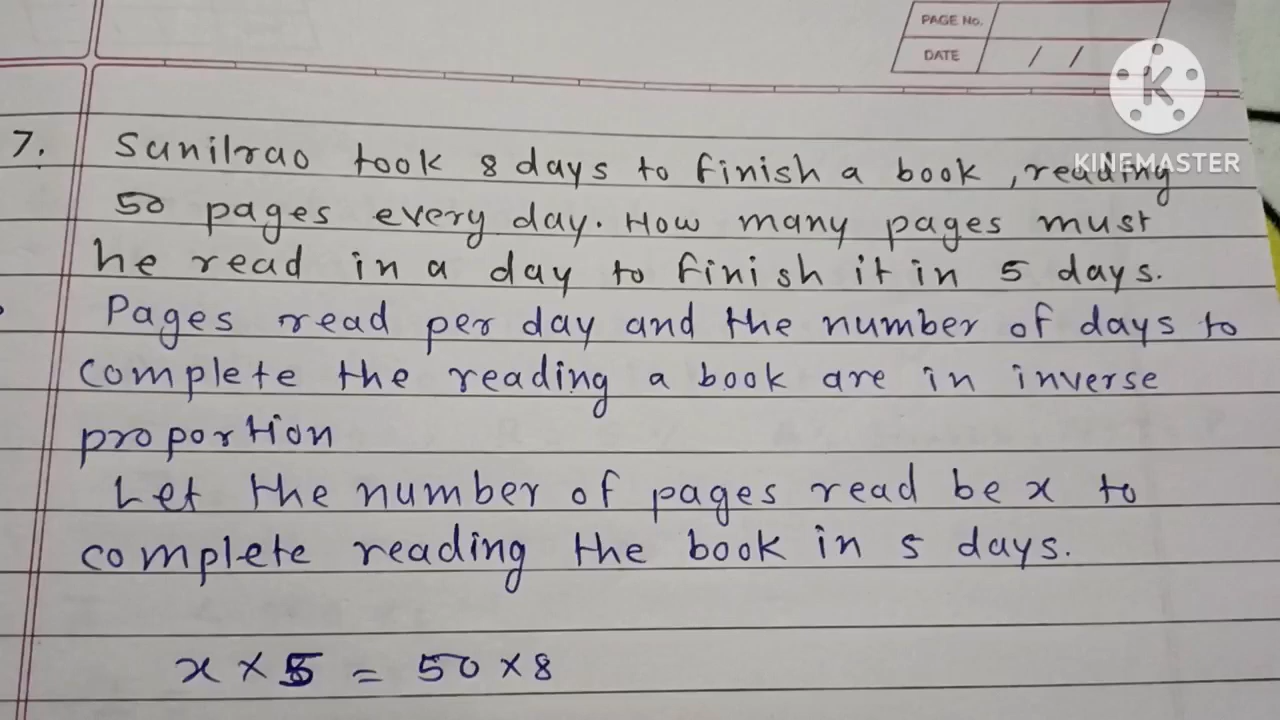 PAGE No.
DATE / /
KINEMASTER
7. Sunilrao took 8 days to finish a book, reading
50 pages every day. How many pages must
he read in a day to finish it in 5 days.
Pages read per day and the number of days to
complete the reading a book are in inverse
proportion
Let the number of pages read be x to
complete reading the book in 5 days.
x × 5 = 50 × 8